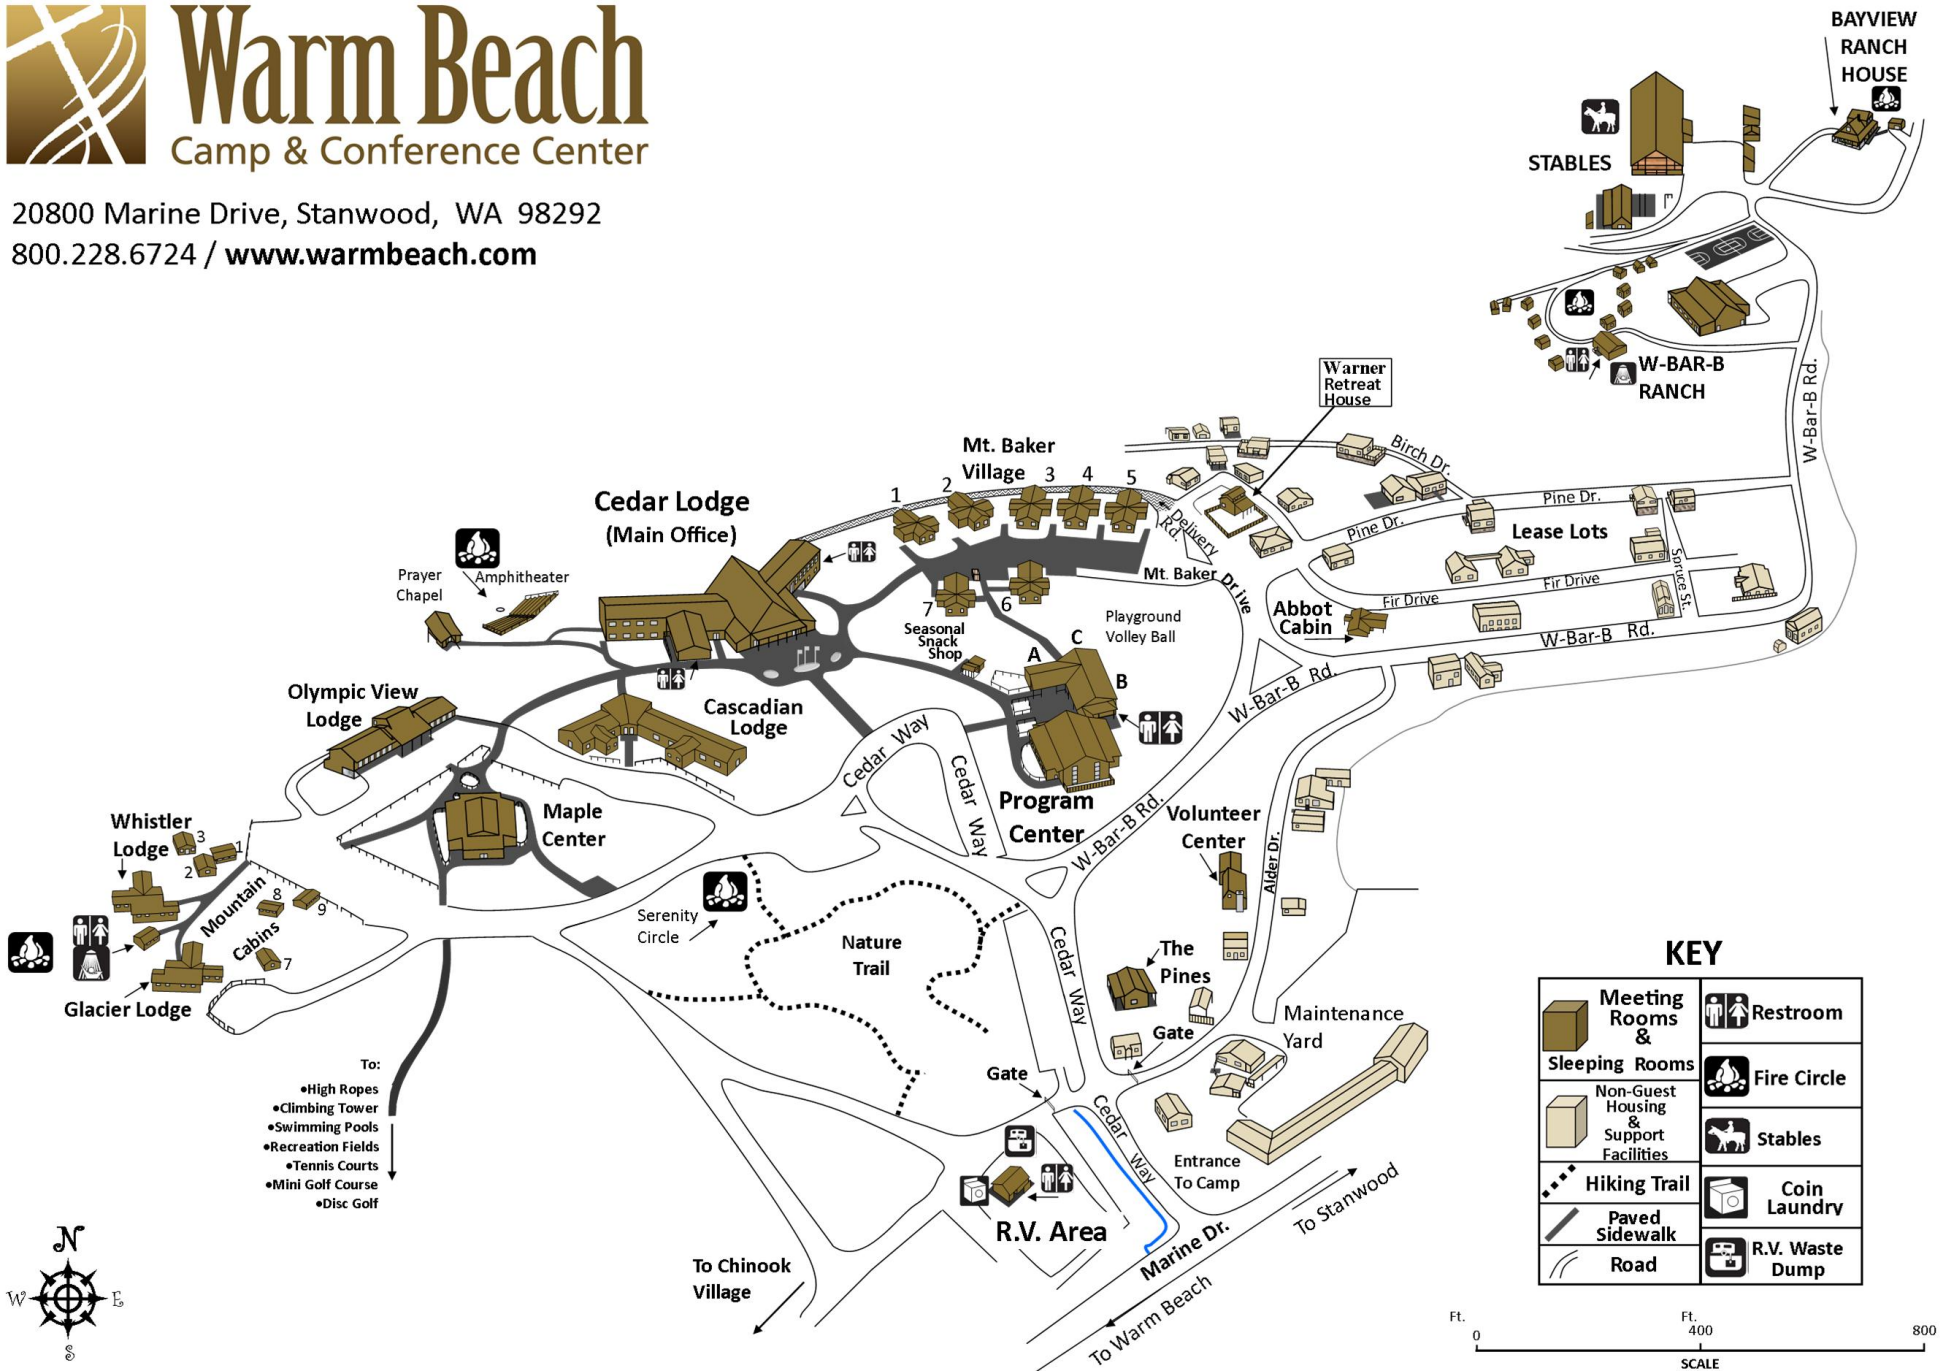 Warm Beach
Camp & Conference Center
20800 Marine Drive, Stanwood, WA 98292
800.228.6724 / www.warmbeach.com
BAYVIEW
RANCH
HOUSE
STABLES
W-BAR-B
RANCH
W-Bar-B Rd.
Warner
Retreat
House
Birch Dr.
Pine Dr.
Pine Dr.
Lease Lots
Spruce St.
Fir Drive
Fir Drive
W-Bar-B Rd.
Abbot
Cabin
Delivery
Rd.
Mt. Baker Drive
Mt. Baker
Village
1
2
3
4
5
6
7
Cedar Lodge
(Main Office)
Prayer
Chapel
Amphitheater
Seasonal
Snack
Shop
Playground
Volley Ball
A
C
B
Program
Center
W-Bar-B Rd.
W-Bar-B Rd.
Olympic View
Lodge
Cascadian
Lodge
Cedar Way
Cedar Way
Maple
Center
Whistler
Lodge
3
1
2
Mountain
Cabins
8
9
7
Glacier Lodge
Serenity
Circle
Nature
Trail
Cedar Way
Volunteer
Center
Alder Dr.
The
Pines
Gate
Gate
Maintenance
Yard
Cedar Way
Entrance
To Camp
R.V. Area
Marine Dr.
To Stanwood
To Warm Beach
To Chinook
Village
To:
•High Ropes
•Climbing Tower
•Swimming Pools
•Recreation Fields
•Tennis Courts
•Mini Golf Course
•Disc Golf
N
W
E
S
KEY
Meeting
Rooms
&
Sleeping Rooms
Non-Guest
Housing
&
Support
Facilities
Hiking Trail
Paved
Sidewalk
Road
Restroom
Fire Circle
Stables
Coin
Laundry
R.V. Waste
Dump
Ft.
Ft.
0
400
800
SCALE